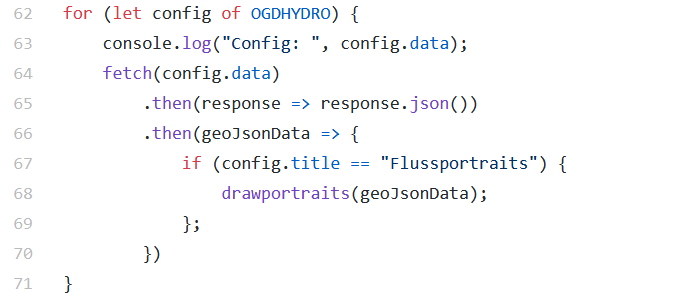 62 for (let config of OGDHYDRO) {
63 console.log("Config: ", config.data);
64 fetch(config.data)
65 .then(response => response.json())
66 .then(geoJsonData => {
67 if (config.title == "Flussportraits") {
68 drawportraits(geoJsonData);
69 };
70 })
71 }